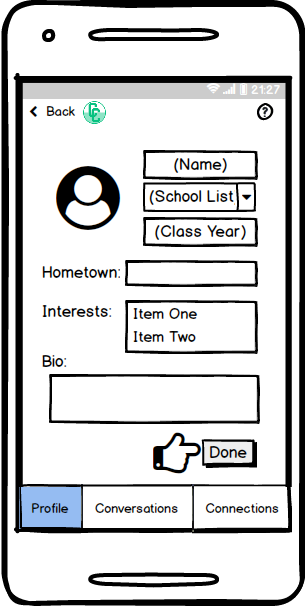 21:27
Back
?
(Name)
(School List)
(Class Year)
Hometown:
Interests:
Item One
Item Two
Bio:
Done
Profile Conversations Connections